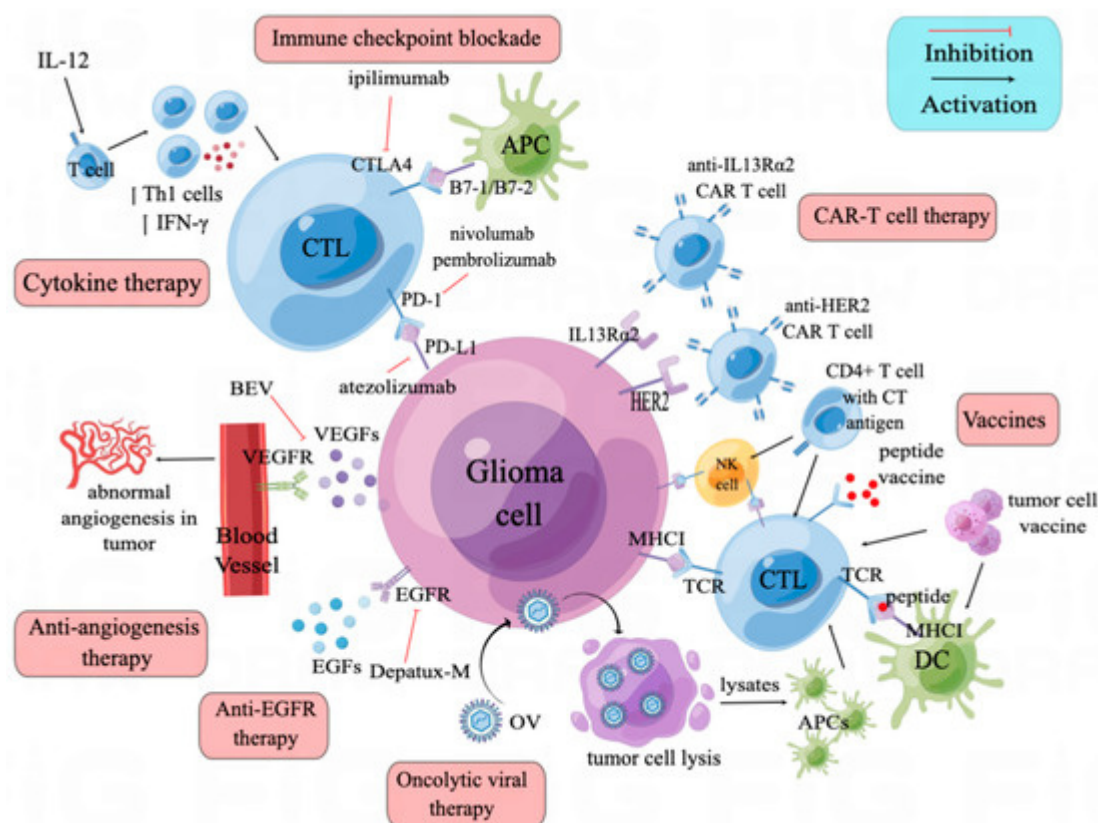 Immune checkpoint blockade
ipilimumab
IL-12
T cell
| Th1 cells
| IFN-γ
Cytokine therapy
CTL
CTLA4
B7-1/B7-2
APC
nivolumab
pembrolizumab
PD-1
PD-L1
atezolizumab
Inhibition
Activation
anti-IL13Rα2
CAR T cell
CAR-T cell therapy
anti-HER2
CAR T cell
IL13Rα2
HER2
CD4+ T cell
with CT
antigen
Vaccines
peptide
vaccine
tumor cell
vaccine
NK
cell
BEV
VEGFs
VEGFR
abnormal
angiogenesis in
tumor
Blood
Vessel
Glioma
cell
MHCI
TCR
CTL
TCR
peptide
MHCI
DC
Anti-angiogenesis
therapy
EGFR
EGFs
Depatux-M
Anti-EGFR
therapy
OV
Oncolytic viral
therapy
tumor cell lysis
lysates
APCs